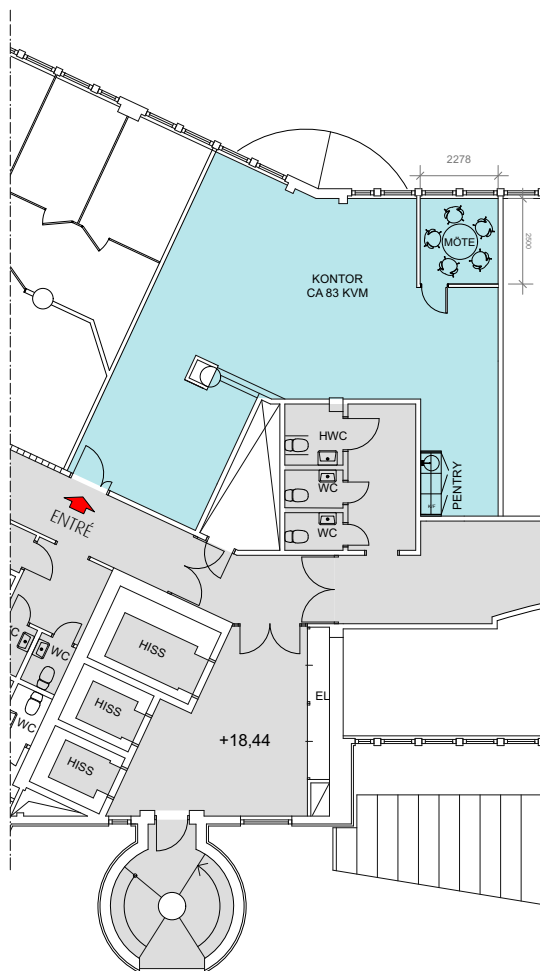 2278
2500
MÖTE
KONTOR
CA 83 KVM
HWC
WC
WC
PENTRY
K/F
ENTRÉ
HISS
HISS
HISS
WC
WC
EL
+18,44